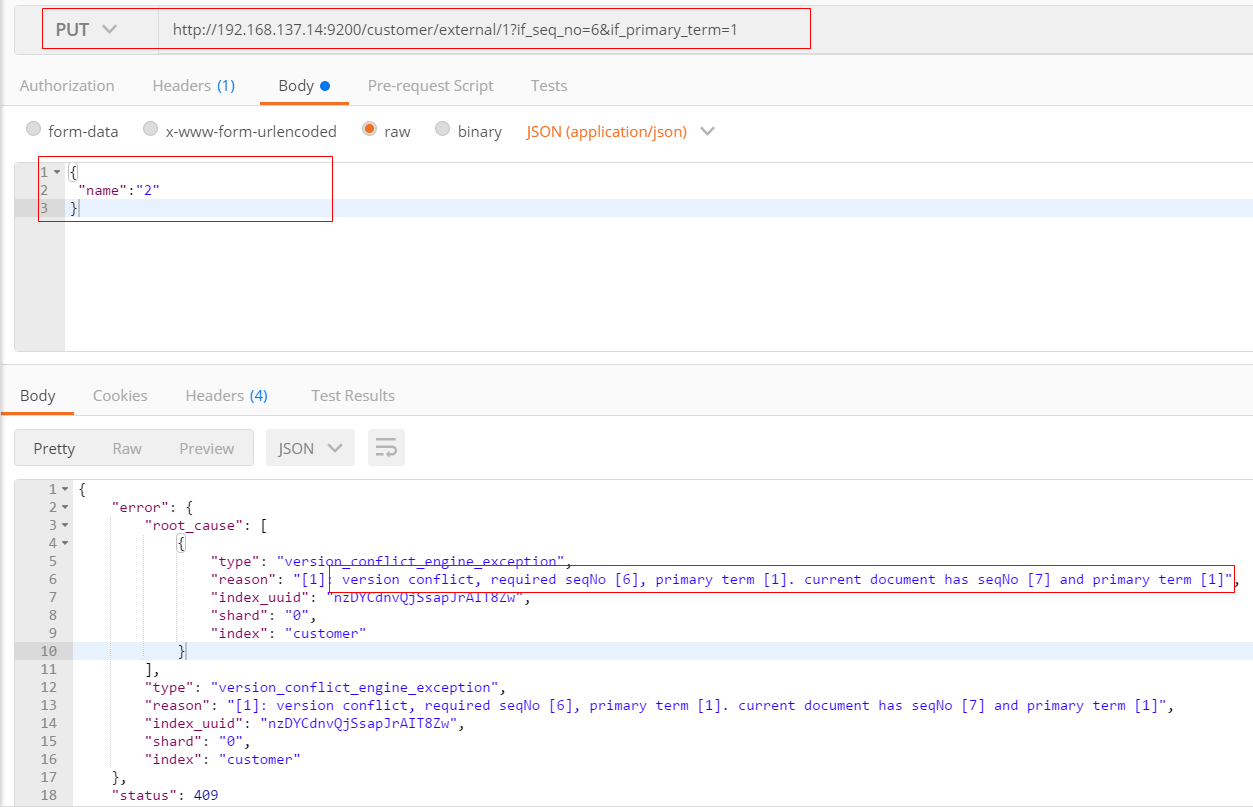 PUT http://192.168.137.14:9200/customer/external/1?if_seq_no=6&if_primary_term=1
Authorization Headers (1) Body Pre-request Script Tests
form-data x-www-form-urlencoded raw binary JSON (application/json)
1 {
2 "name":"2"
3 }
Body Cookies Headers (4) Test Results
Pretty Raw Preview JSON
1 {
2 "error": {
3 "root_cause": [
4 {
5 "type": "version_conflict_engine_exception",
6 "reason": "[1]: version conflict, required seqNo [6], primary term [1]. current document has seqNo [7] and primary term [1]",
7 "index_uuid": "nzDYCdnvQjSsapJrAIT8Zw",
8 "shard": "0",
9 "index": "customer"
10 }
11 ],
12 "type": "version_conflict_engine_exception",
13 "reason": "[1]: version conflict, required seqNo [6], primary term [1]. current document has seqNo [7] and primary term [1]",
14 "index_uuid": "nzDYCdnvQjSsapJrAIT8Zw",
15 "shard": "0",
16 "index": "customer"
17 },
18 "status": 409